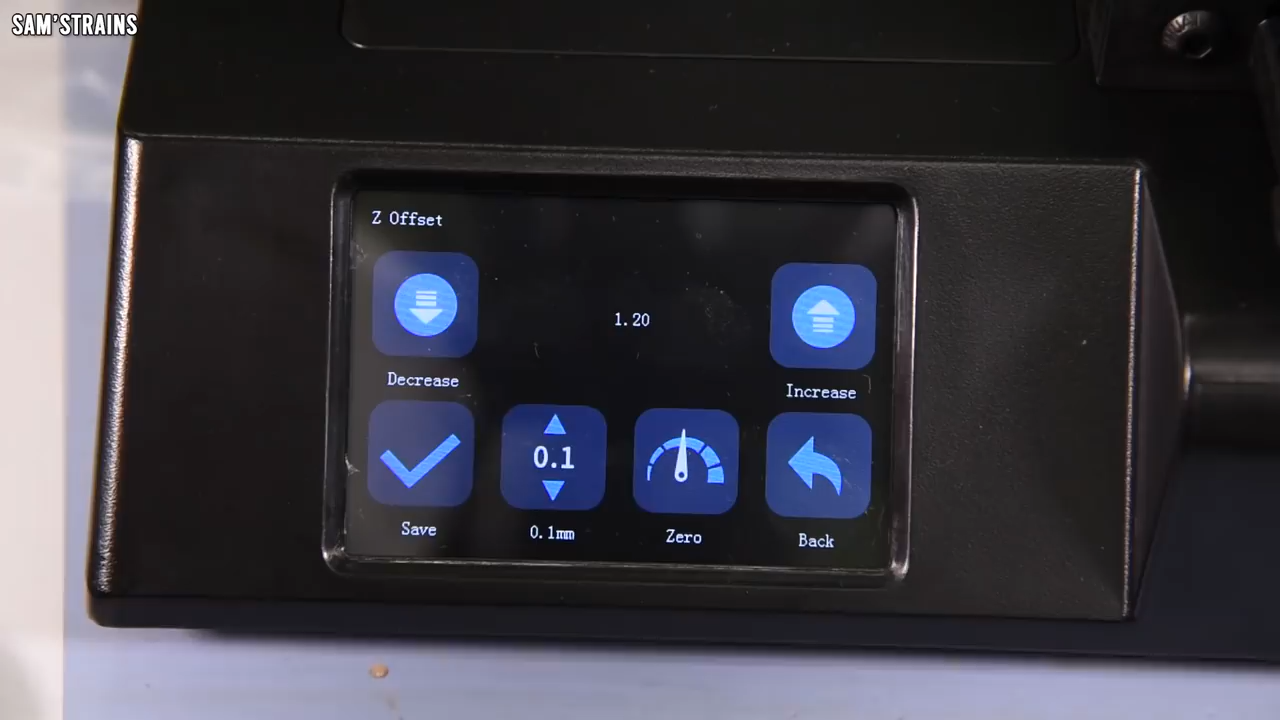 SAM'STRAINS
Z Offset
1.20
Decrease
Increase
0.1
Save
0.1mm
Zero
Back